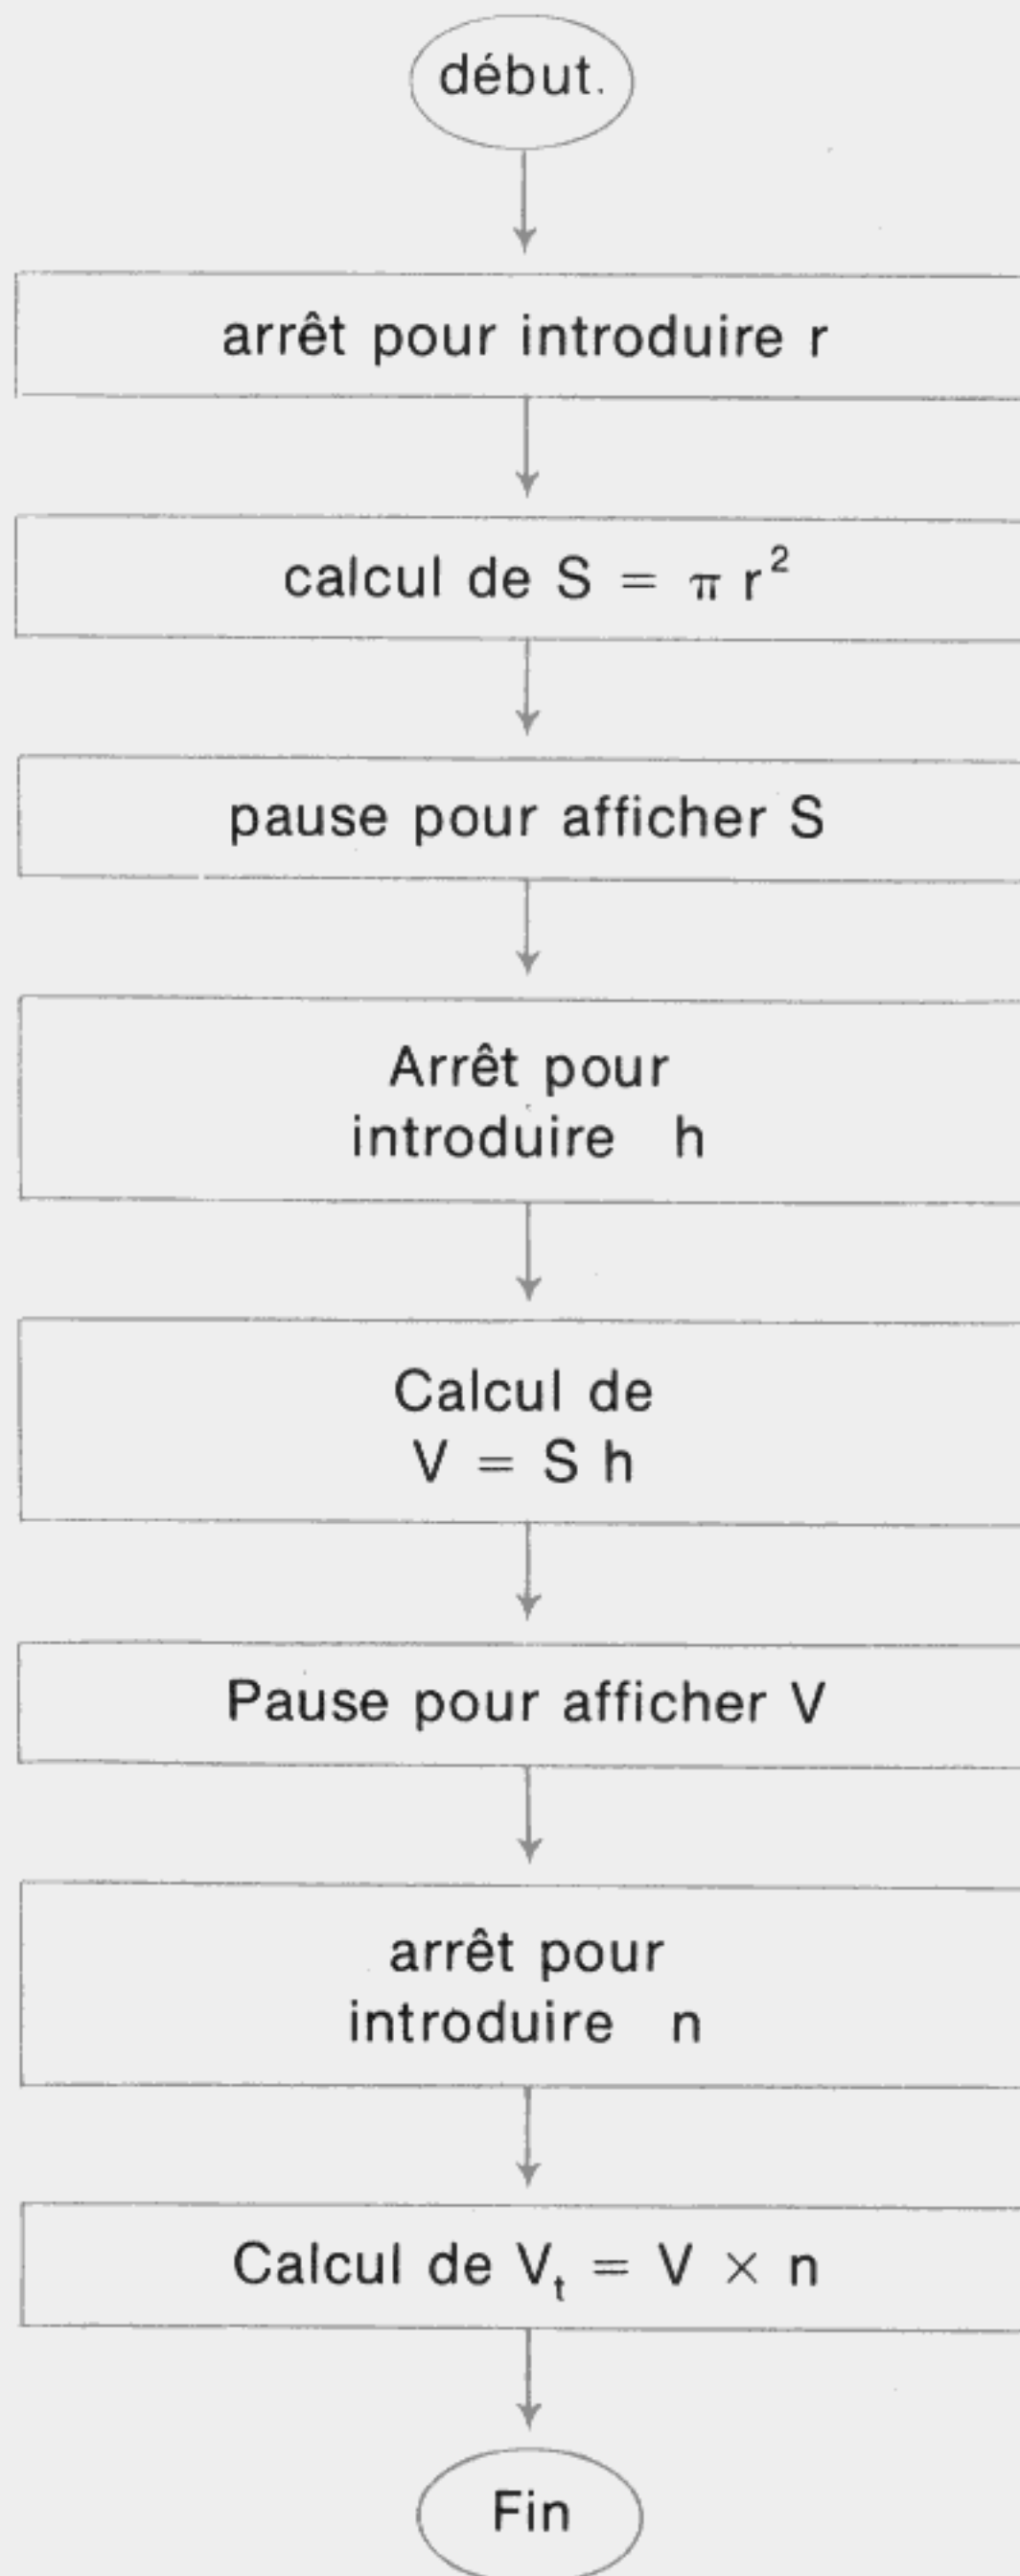 début.
arrêt pour introduire r
calcul de S = π r²
pause pour afficher S
Arrêt pour
introduire h
Calcul de
V = S h
Pause pour afficher V
arrêt pour
introduire n
Calcul de Vₜ = V × n
Fin